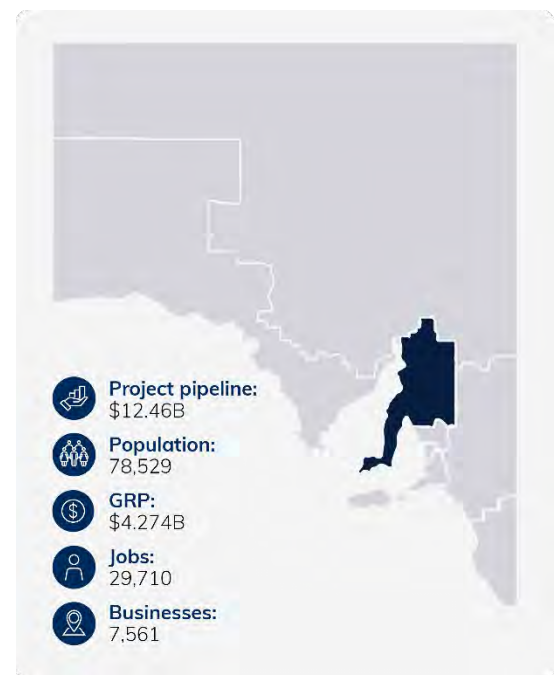 Project pipeline:
$12.46B
Population:
78,529
GRP:
$4.274B
Jobs:
29,710
Businesses:
7,561